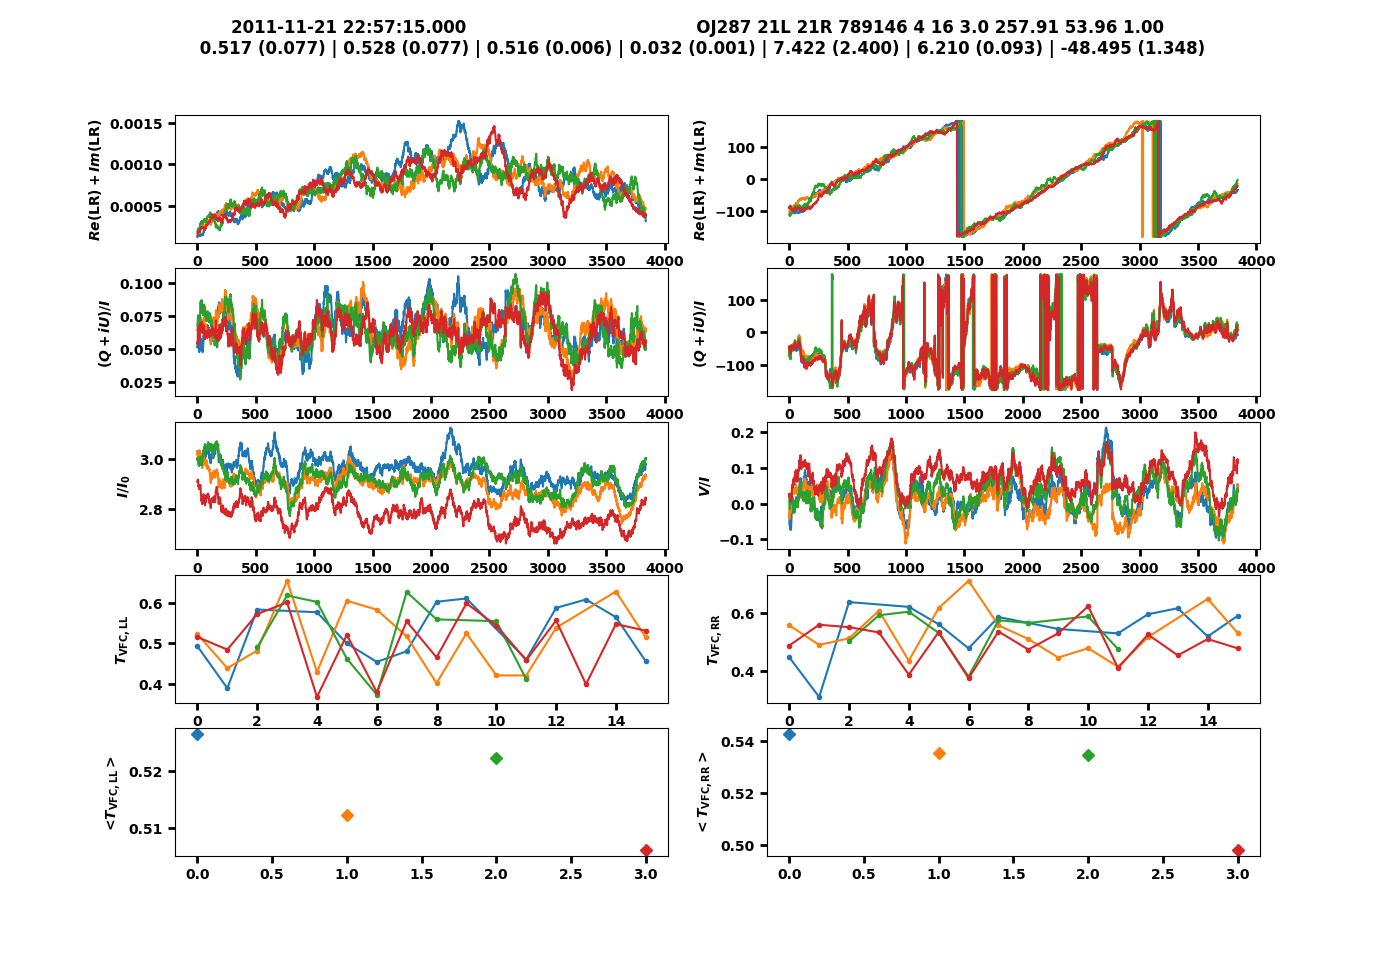 2011-11-21 22:57:15.000 OJ287 21L 21R 789146 4 16 3.0 257.91 53.96 1.00
0.517 (0.077) | 0.528 (0.077) | 0.516 (0.006) | 0.032 (0.001) | 7.422 (2.400) | 6.210 (0.093) | -48.495 (1.348)
Re(LR) + Im(LR)
0.0015
0.0010
0.0005
0 500 1000 1500 2000 2500 3000 3500 4000
Re(LR) + Im(LR)
100
0
−100
0 500 1000 1500 2000 2500 3000 3500 4000
(Q + iU)/I
0.100
0.075
0.050
0.025
0 500 1000 1500 2000 2500 3000 3500 4000
(Q + iU)/I
100
0
−100
0 500 1000 1500 2000 2500 3000 3500 4000
I/I0
3.0
2.8
0 500 1000 1500 2000 2500 3000 3500 4000
V/I
0.2
0.1
0.0
−0.1
0 500 1000 1500 2000 2500 3000 3500 4000
TVFC, LL
0.6
0.5
0.4
0 2 4 6 8 10 12 14
TVFC, RR
0.6
0.4
0 2 4 6 8 10 12 14
<TVFC, LL >
0.52
0.51
0.0 0.5 1.0 1.5 2.0 2.5 3.0
< TVFC, RR >
0.54
0.52
0.50
0.0 0.5 1.0 1.5 2.0 2.5 3.0